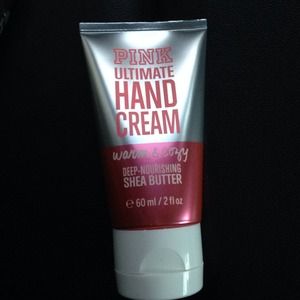 PINK
ULTIMATE
HAND
CREAM
warm & cozy
DEEP-NOURISHING
SHEA BUTTER
℮ 60 ml / 2 fl oz